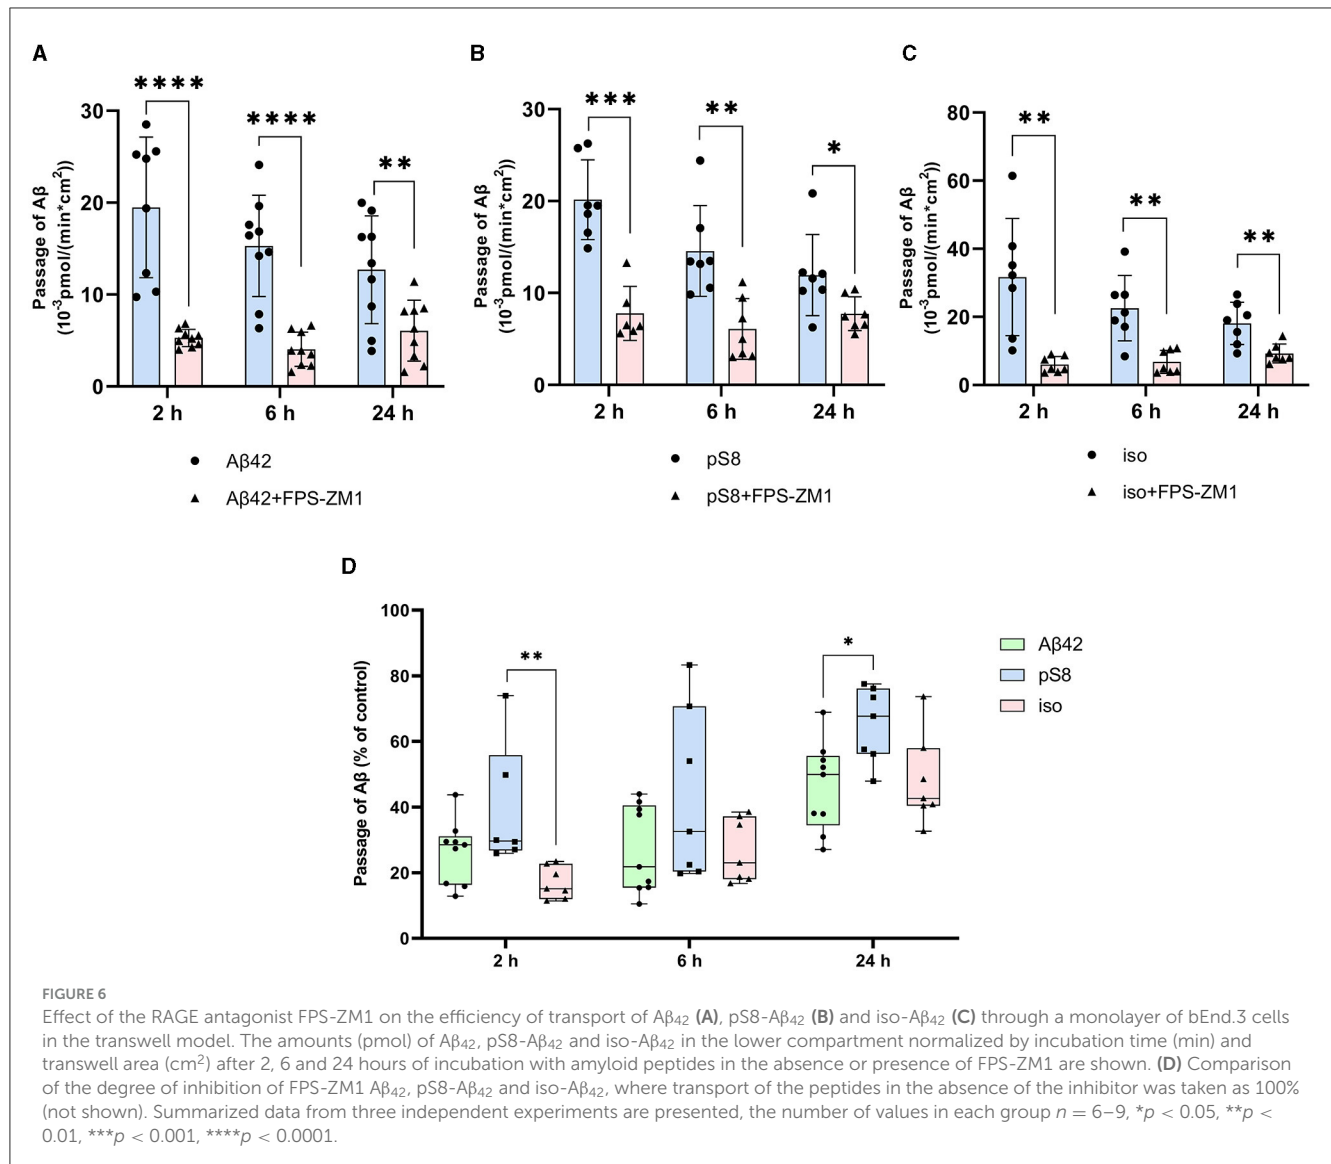 A
****
****
**
30
20
10
0
Passage of Aβ
(10⁻³pmol/(min*cm²))
2 h
6 h
24 h
Aβ42
Aβ42+FPS-ZM1
B
***
**
*
30
20
10
0
Passage of Aβ
(10⁻³pmol/(min*cm²))
2 h
6 h
24 h
pS8
pS8+FPS-ZM1
C
**
**
**
80
60
40
20
0
Passage of Aβ
(10⁻³pmol/(min*cm²))
2 h
6 h
24 h
iso
iso+FPS-ZM1
D
**
*
100
80
60
40
20
0
Passage of Aβ (% of control)
2 h
6 h
24 h
Aβ42
pS8
iso
FIGURE 6
Effect of the RAGE antagonist FPS-ZM1 on the efficiency of transport of Aβ₄₂ (A), pS8-Aβ₄₂ (B) and iso-Aβ₄₂ (C) through a monolayer of bEnd.3 cells
in the transwell model. The amounts (pmol) of Aβ₄₂, pS8-Aβ₄₂ and iso-Aβ₄₂ in the lower compartment normalized by incubation time (min) and
transwell area (cm²) after 2, 6 and 24 hours of incubation with amyloid peptides in the absence or presence of FPS-ZM1 are shown. (D) Comparison
of the degree of inhibition of FPS-ZM1 Aβ₄₂, pS8-Aβ₄₂ and iso-Aβ₄₂, where transport of the peptides in the absence of the inhibitor was taken as 100%
(not shown). Summarized data from three independent experiments are presented, the number of values in each group n = 6–9, *p < 0.05, **p <
0.01, ***p < 0.001, ****p < 0.0001.